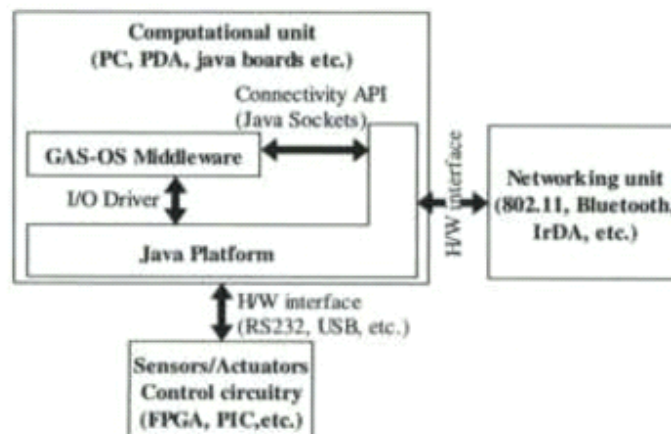 Computational unit
(PC, PDA, java boards etc.)
Connectivity API
(Java Sockets)
GAS-OS Middleware
I/O Driver
Java Platform
H/W interface
Networking unit
(802.11, Bluetooth,
IrDA, etc.)
H/W interface
(RS232, USB, etc.)
Sensors/Actuators
Control circuitry
(FPGA, PIC,etc.)